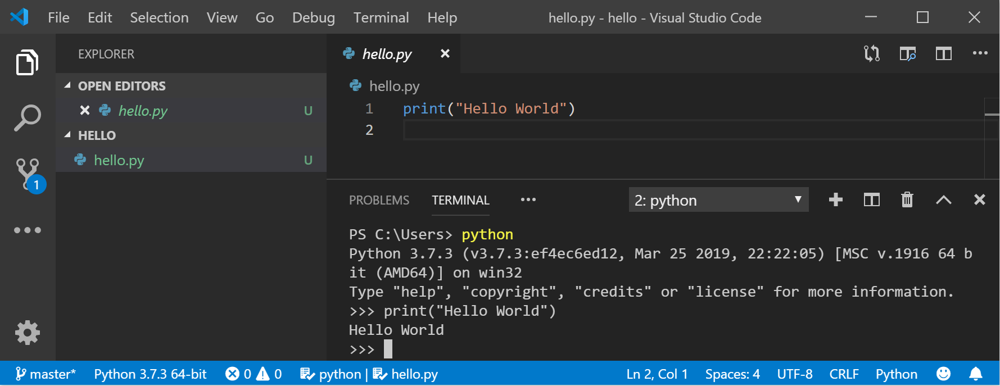 File Edit Selection View Go Debug Terminal Help hello.py - hello - Visual Studio Code
EXPLORER
OPEN EDITORS
hello.py U
HELLO
hello.py U
hello.py
hello.py
1 print("Hello World")
2
PROBLEMS TERMINAL 2: python
PS C:\Users> python
Python 3.7.3 (v3.7.3:ef4ec6ed12, Mar 25 2019, 22:22:05) [MSC v.1916 64 b
it (AMD64)] on win32
Type "help", "copyright", "credits" or "license" for more information.
>>> print("Hello World")
Hello World
>>>
1
master* Python 3.7.3 64-bit 0 0 python | hello.py Ln 2, Col 1 Spaces: 4 UTF-8 CRLF Python